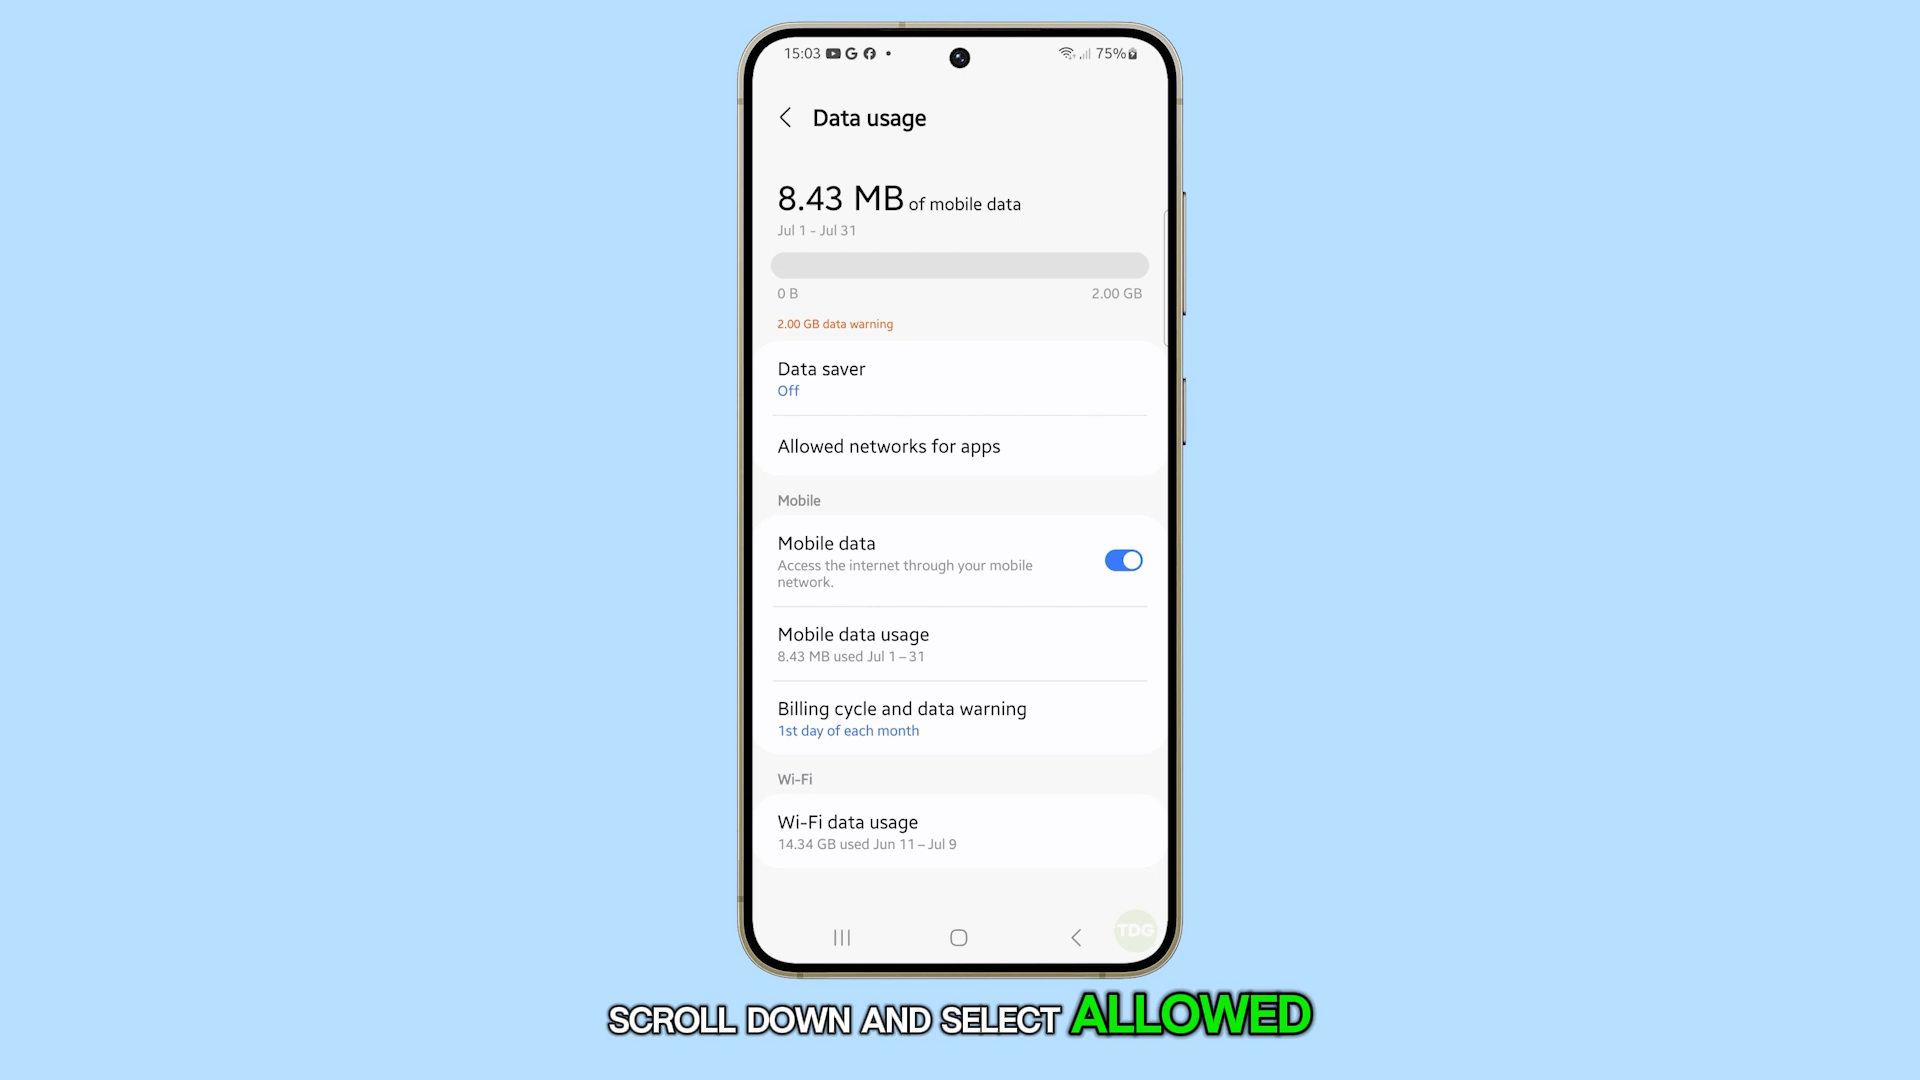 15:03
75%
Data usage
8.43 MB of mobile data
Jul 1 - Jul 31
0 B
2.00 GB
2.00 GB data warning
Data saver
Off
Allowed networks for apps
Mobile
Mobile data
Access the internet through your mobile
network.
Mobile data usage
8.43 MB used Jul 1 – 31
Billing cycle and data warning
1st day of each month
Wi-Fi
Wi-Fi data usage
14.34 GB used Jun 11 – Jul 9
TDG
SCROLL DOWN AND SELECT ALLOWED